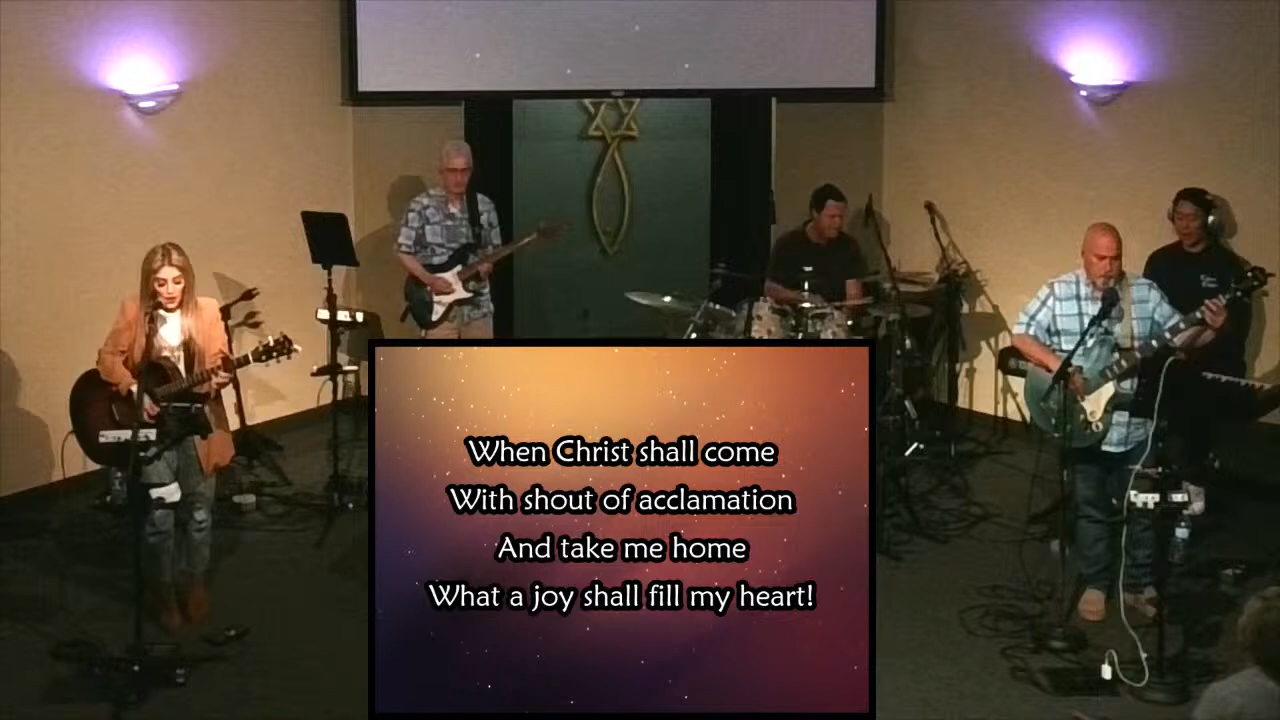 When Christ shall come
With shout of acclamation
And take me home
What a joy shall fill my heart!